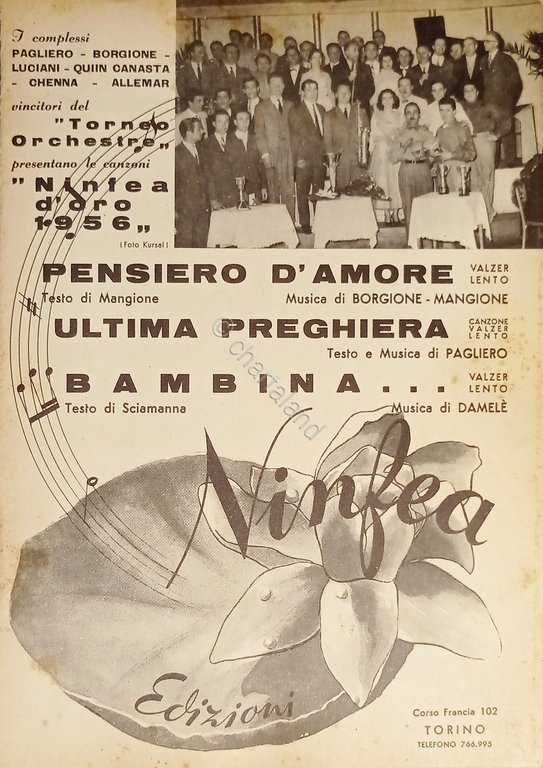 I complessi
PAGLIERO - BORGIONE -
LUCIANI - QUIIN CANASTA
- CHENNA - ALLEMAR
vincitori del
"Torneo
Orchestre„
presentano le canzoni
"Ninfea
d'oro
1956„
(Foto Kursal)
PENSIERO D'AMORE VALZER LENTO
Testo di Mangione Musica di BORGIONE - MANGIONE
ULTIMA PREGHIERA CANZONE VALZER LENTO
Testo e Musica di PAGLIERO
BAMBINA... VALZER LENTO
Testo di Sciamanna Musica di DAMELÈ
© chartaland
Ninfea
Edizioni
Corso Francia 102
TORINO
TELEFONO 766.995